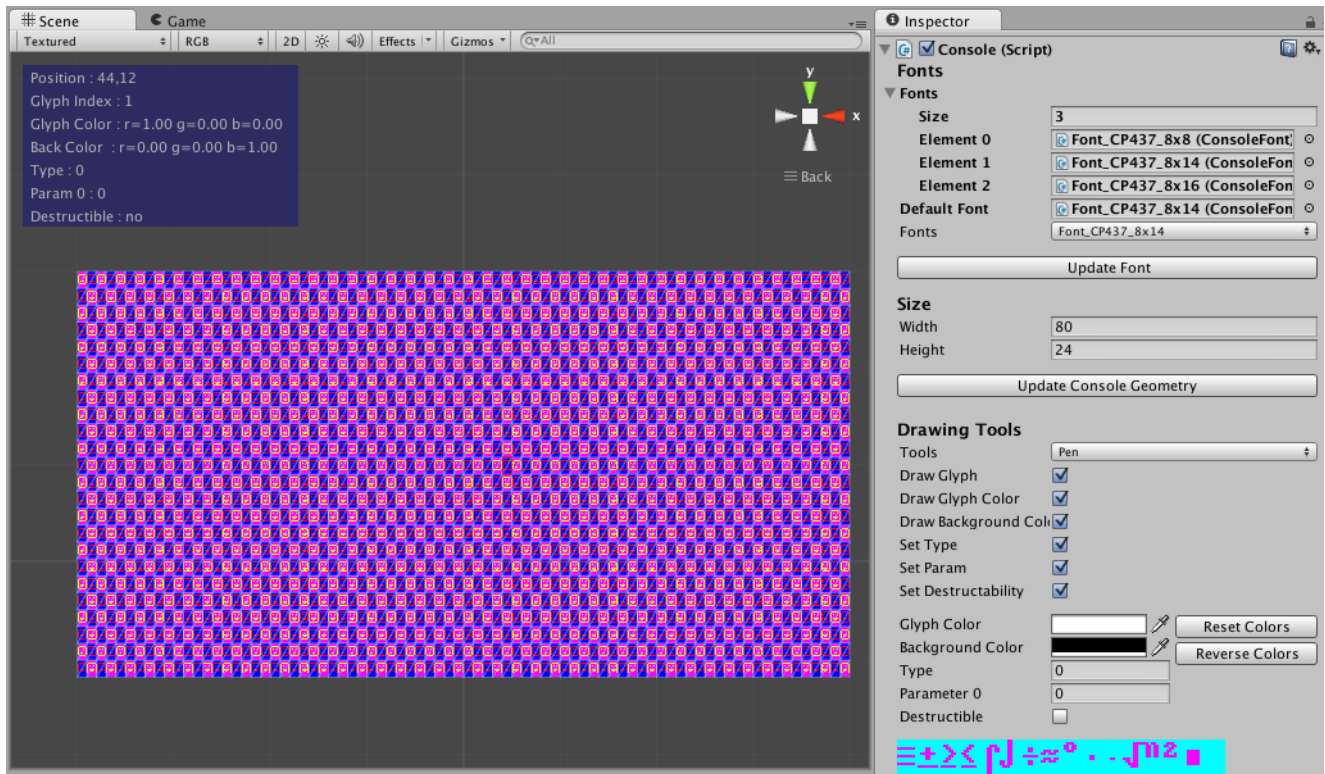 Scene
Game
Textured
RGB
2D
Effects
Gizmos
All
Position : 44,12
Glyph Index : 1
Glyph Color : r=1.00 g=0.00 b=0.00
Back Color : r=0.00 g=0.00 b=1.00
Type : 0
Param 0 : 0
Destructible : no
y
x
Back
Inspector
Console (Script)
Fonts
Fonts
Size 3
Element 0 Font_CP437_8x8 (ConsoleFont)
Element 1 Font_CP437_8x14 (ConsoleFon
Element 2 Font_CP437_8x16 (ConsoleFon
Default Font Font_CP437_8x14 (ConsoleFon
Fonts Font_CP437_8x14
Update Font
Size
Width 80
Height 24
Update Console Geometry
Drawing Tools
Tools Pen
Draw Glyph
Draw Glyph Color
Draw Background Col
Set Type
Set Param
Set Destructability
Glyph Color Reset Colors
Background Color Reverse Colors
Type 0
Parameter 0 0
Destructible
≡±≥≤⌠⌡÷≈°∙·√ⁿ²■